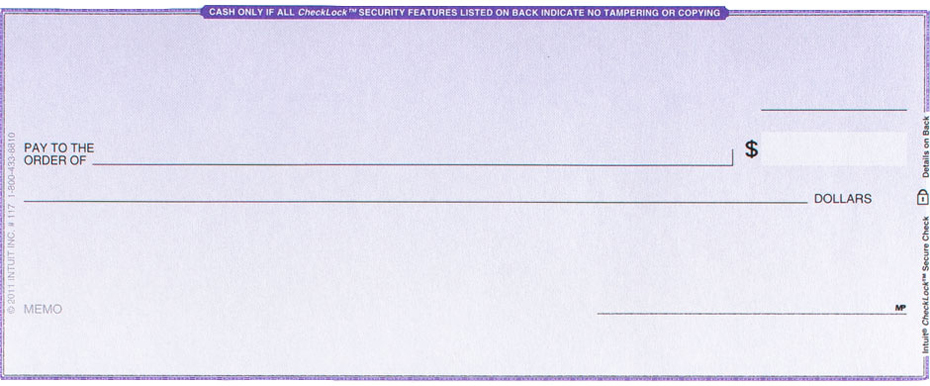 CASH ONLY IF ALL CheckLock™ SECURITY FEATURES LISTED ON BACK INDICATE NO TAMPERING OR COPYING
PAY TO THE
ORDER OF
$
DOLLARS
MEMO
MP
© 2011 INTUIT INC. # 117 1-800-433-8810
Intuit® CheckLock™ Secure Check
Details on Back